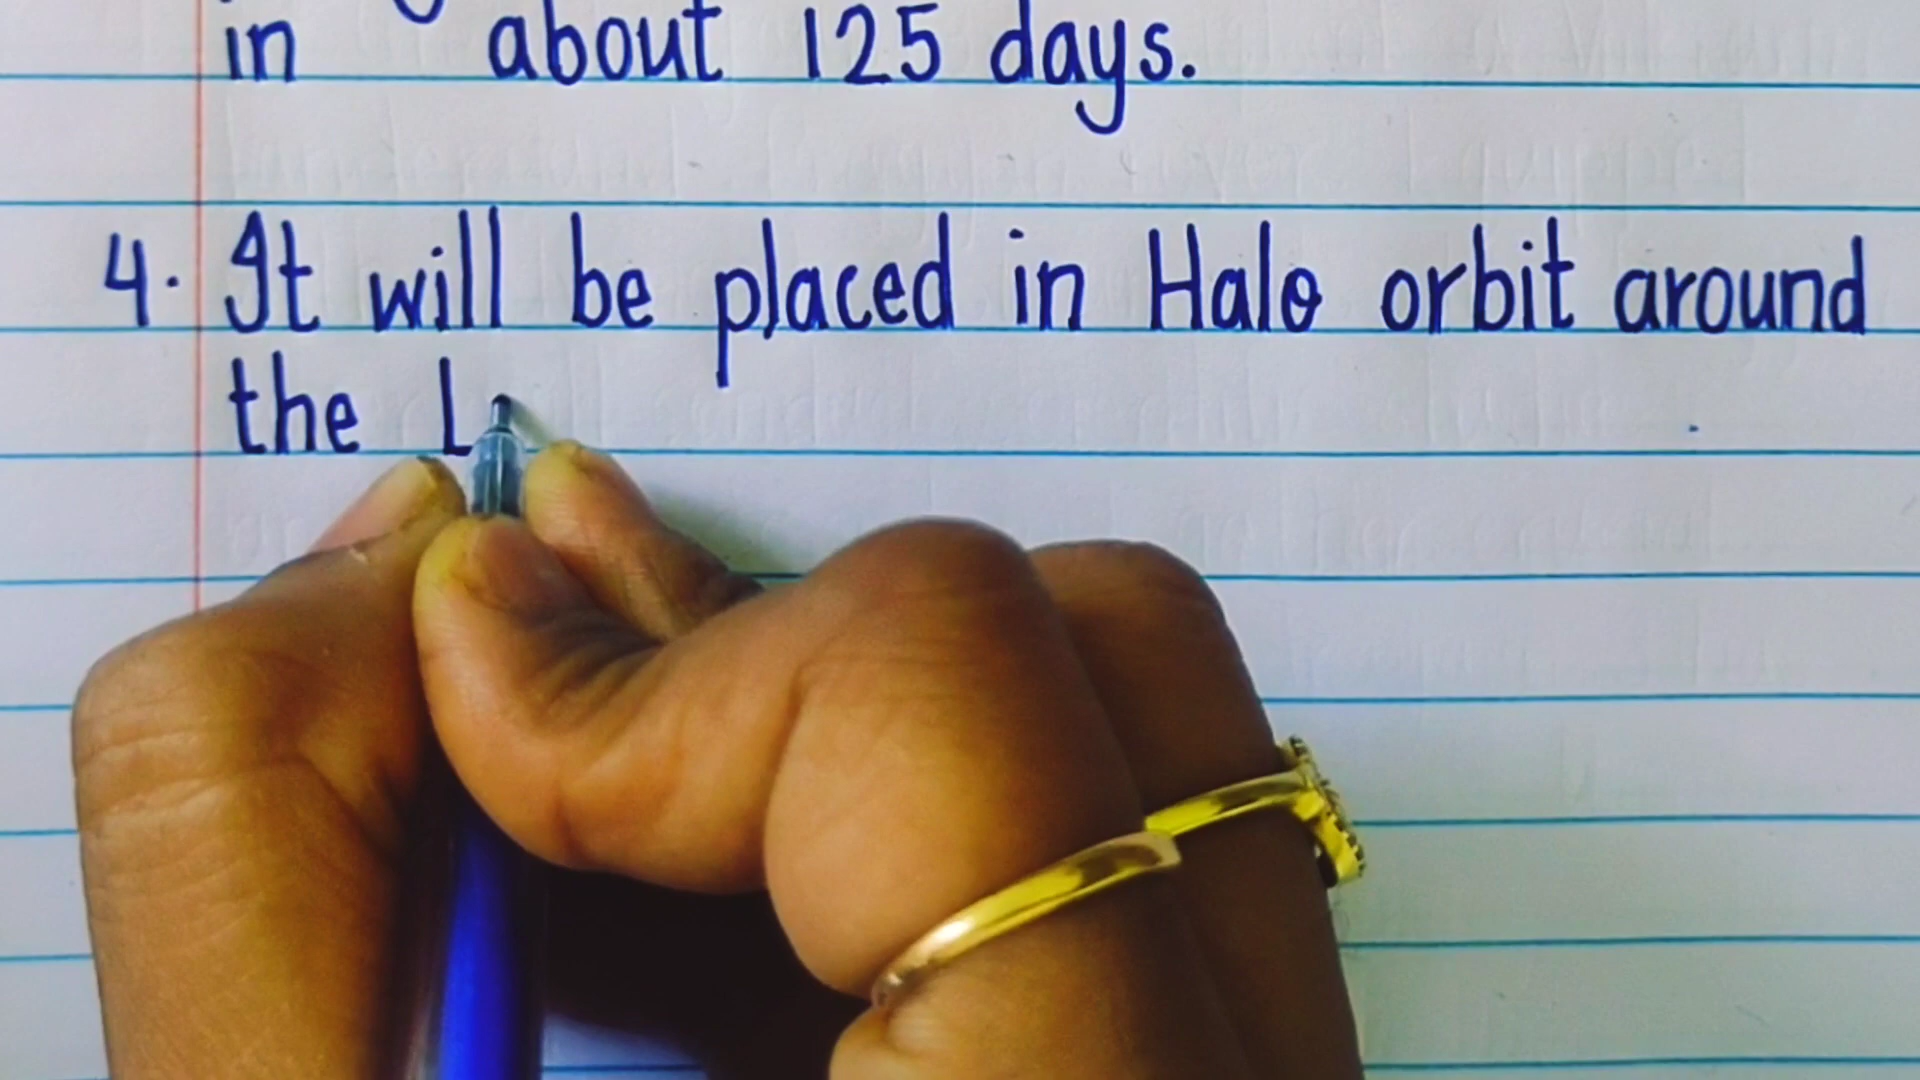 in about 125 days.
4. It will be placed in Halo orbit around
the L